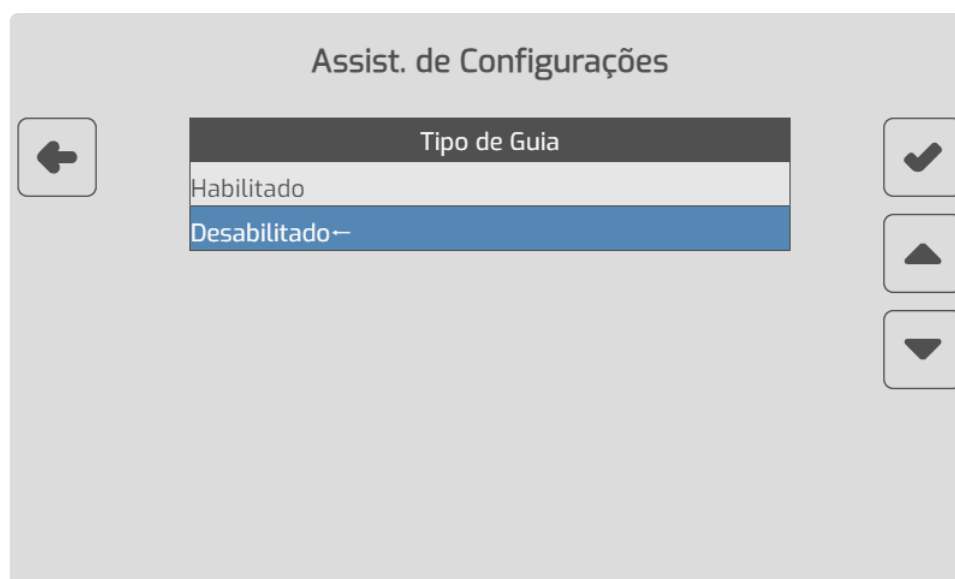 Assist. de Configurações
Tipo de Guia
Habilitado
Desabilitado←